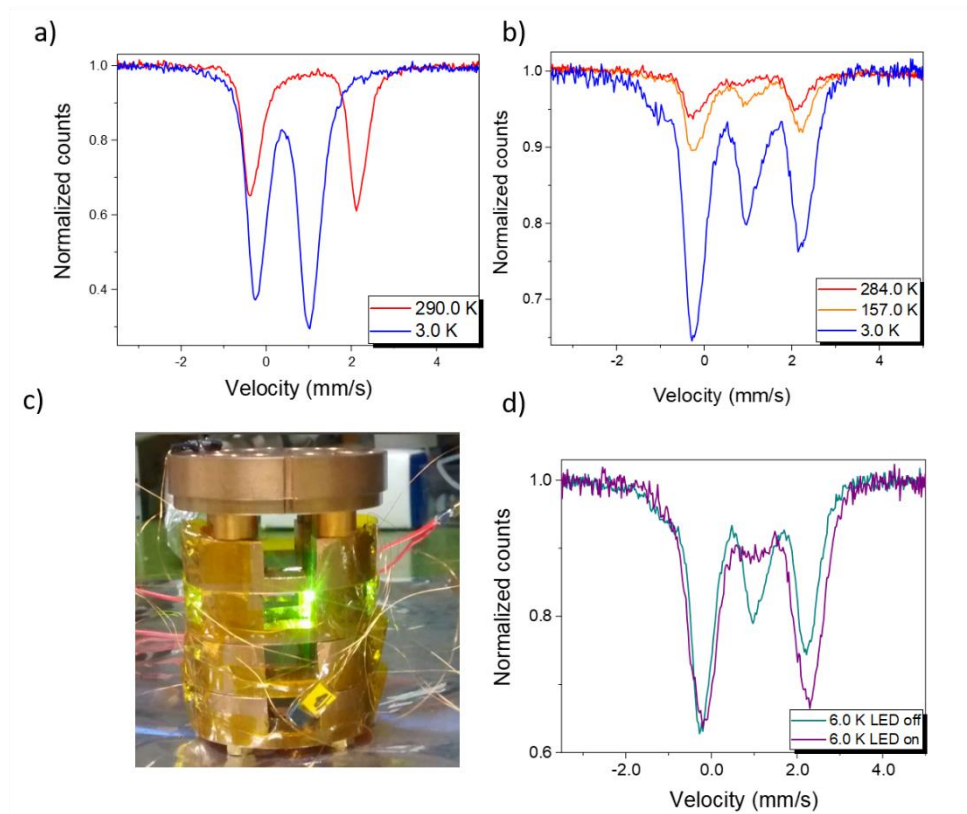 a)
Normalized counts
1.0
0.8
0.6
0.4
-2
0
2
4
Velocity (mm/s)
290.0 K
3.0 K
b)
Normalized counts
1.0
0.9
0.8
0.7
-2
0
2
4
Velocity (mm/s)
284.0 K
157.0 K
3.0 K
c)
d)
Normalized counts
1.0
0.8
0.6
-2.0
0.0
2.0
4.0
Velocity (mm/s)
6.0 K LED off
6.0 K LED on